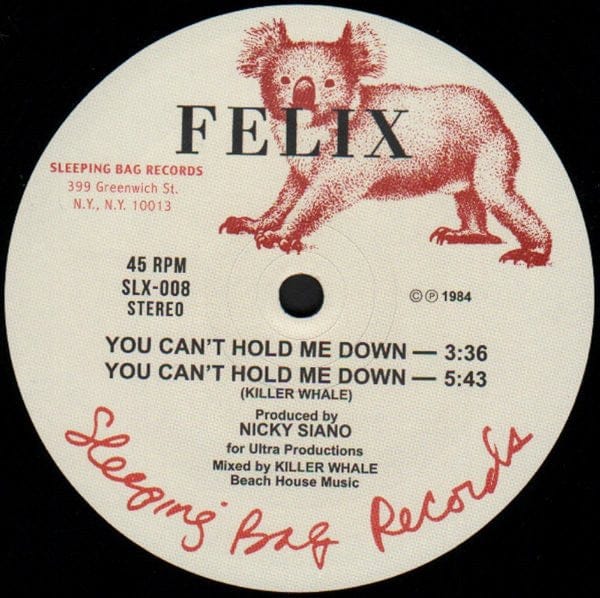 FELIX
SLEEPING BAG RECORDS
399 Greenwich St.
N.Y., N.Y. 10013
45 RPM
SLX-008
STEREO
© ℗ 1984
YOU CAN'T HOLD ME DOWN — 3:36
YOU CAN'T HOLD ME DOWN — 5:43
(KILLER WHALE)
Produced by
NICKY SIANO
for Ultra Productions
Mixed by KILLER WHALE
Beach House Music
Sleeping Bag Records